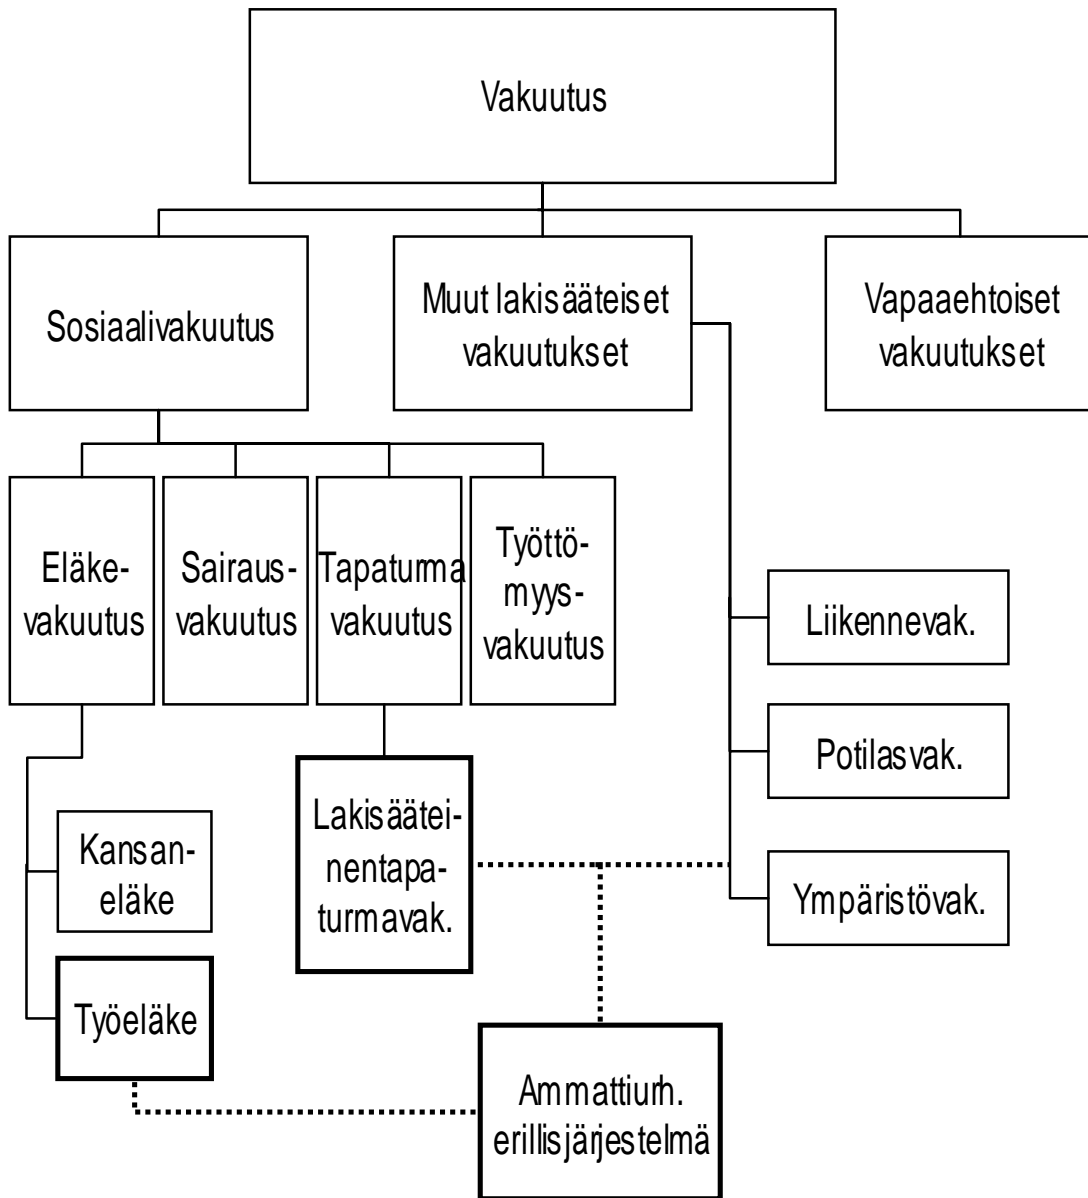 Vakuutus
Sosiaalivakuutus
Muut lakisääteiset
vakuutukset
Vapaaehtoiset
vakuutukset
Eläke-
vakuutus
Sairaus-
vakuutus
Tapaturma
vakuutus
Työttö-
myys-
vakuutus
Liikennevak.
Potilasvak.
Ympäristövak.
Kansan-
eläke
Työeläke
Lakisäätei-
nentapa-
turmavak.
Ammattiurh.
erillisjärjestelmä